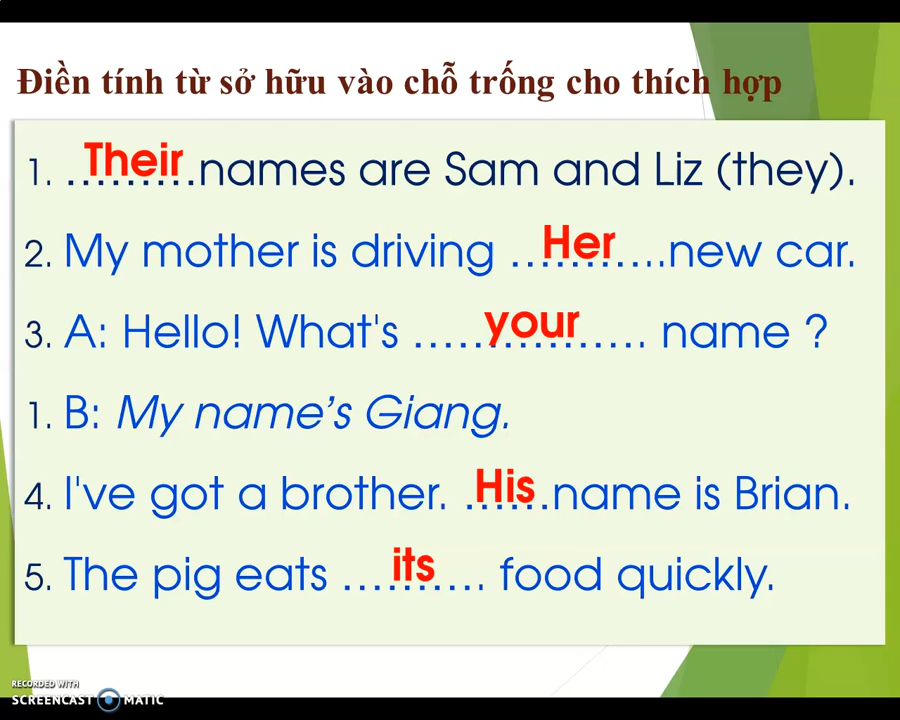 Điền tính từ sở hữu vào chỗ trống cho thích hợp
1. ...Their......names are Sam and Liz (they).
2. My mother is driving ...Her........new car.
3. A: Hello! What's .....your........... name ?
1. B: My name’s Giang.
4. I've got a brother. .His.....name is Brian.
5. The pig eats ...its....... food quickly.
RECORDED WITH
SCREENCAST MATIC